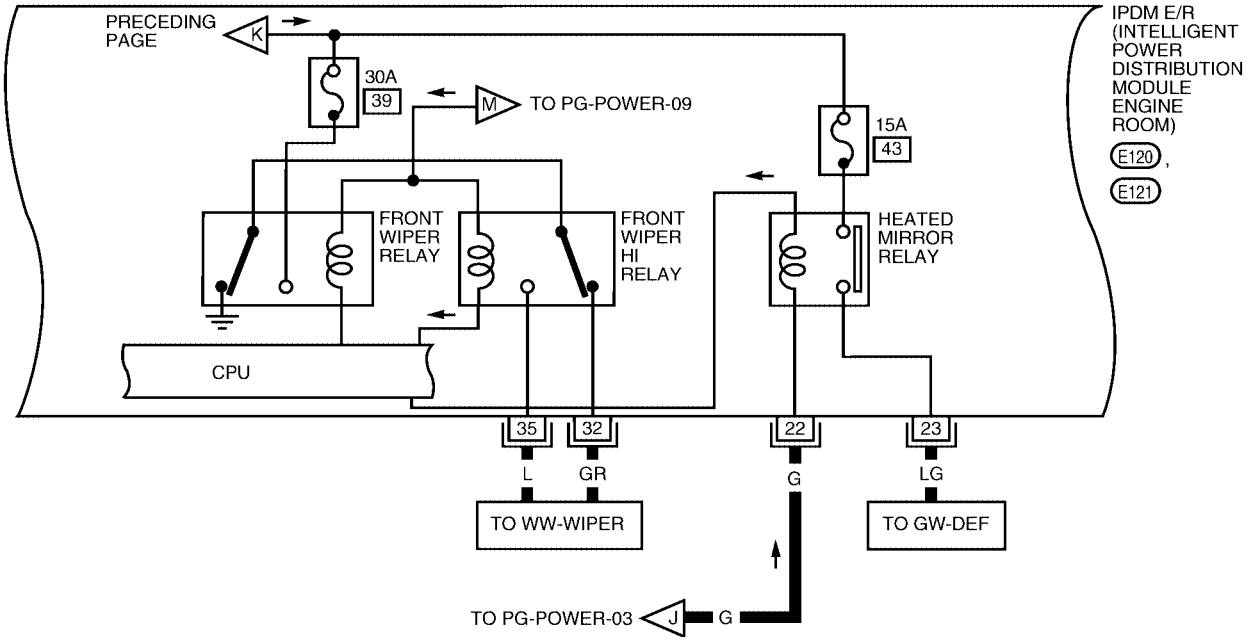 PRECEDING
PAGE
K
30A
39
M
TO PG-POWER-09
15A
43
IPDM E/R
(INTELLIGENT
POWER
DISTRIBUTION
MODULE
ENGINE
ROOM)
E120 ,
E121
FRONT
WIPER
RELAY
FRONT
WIPER
HI
RELAY
HEATED
MIRROR
RELAY
CPU
35
32
22
23
L
GR
G
LG
TO WW-WIPER
TO GW-DEF
TO PG-POWER-03
J
G